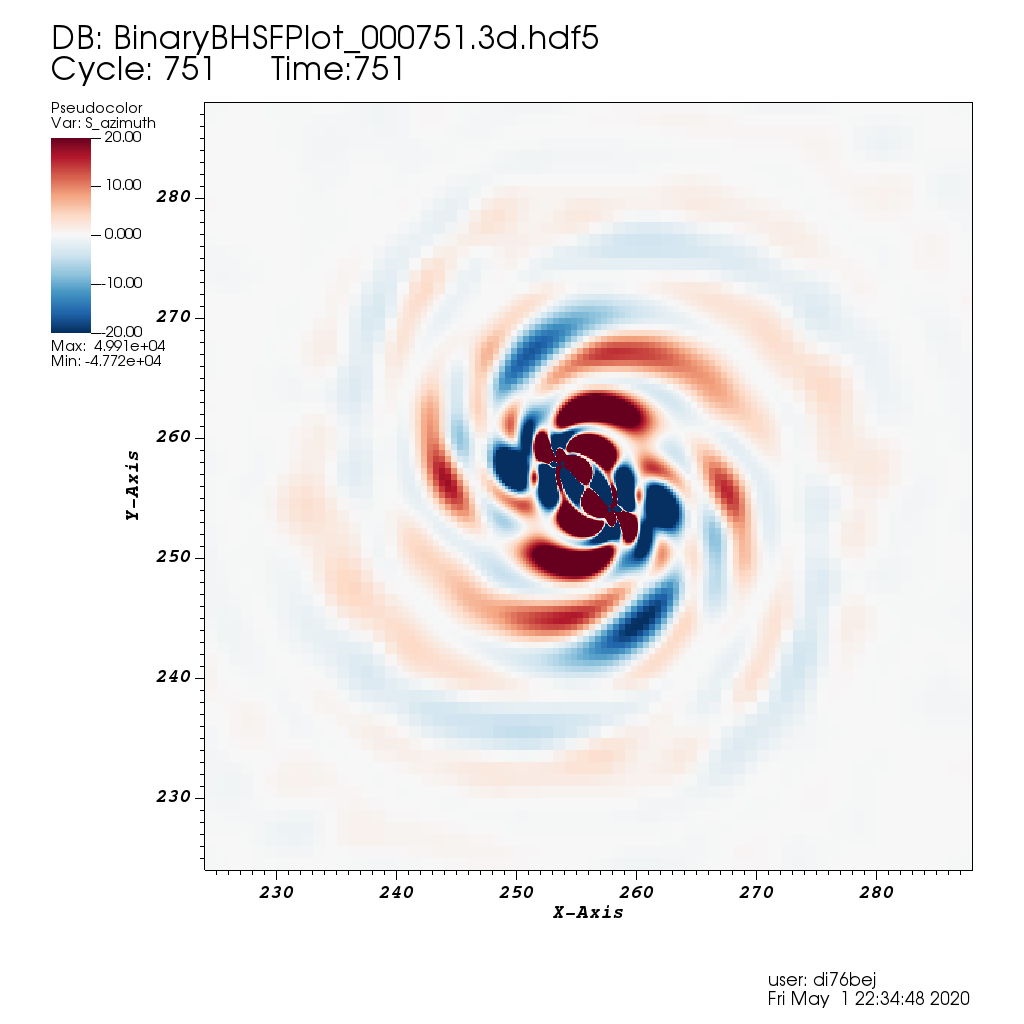 DB: BinaryBHSFPlot_000751.3d.hdf5
Cycle: 751 Time:751
Pseudocolor
Var: S_azimuth
20.00
10.00
0.000
-10.00
-20.00
Max: 4.991e+04
Min: -4.772e+04
280
270
260
250
240
230
Y-Axis
230 240 250 260 270 280
X-Axis
user: di76bej
Fri May 1 22:34:48 2020